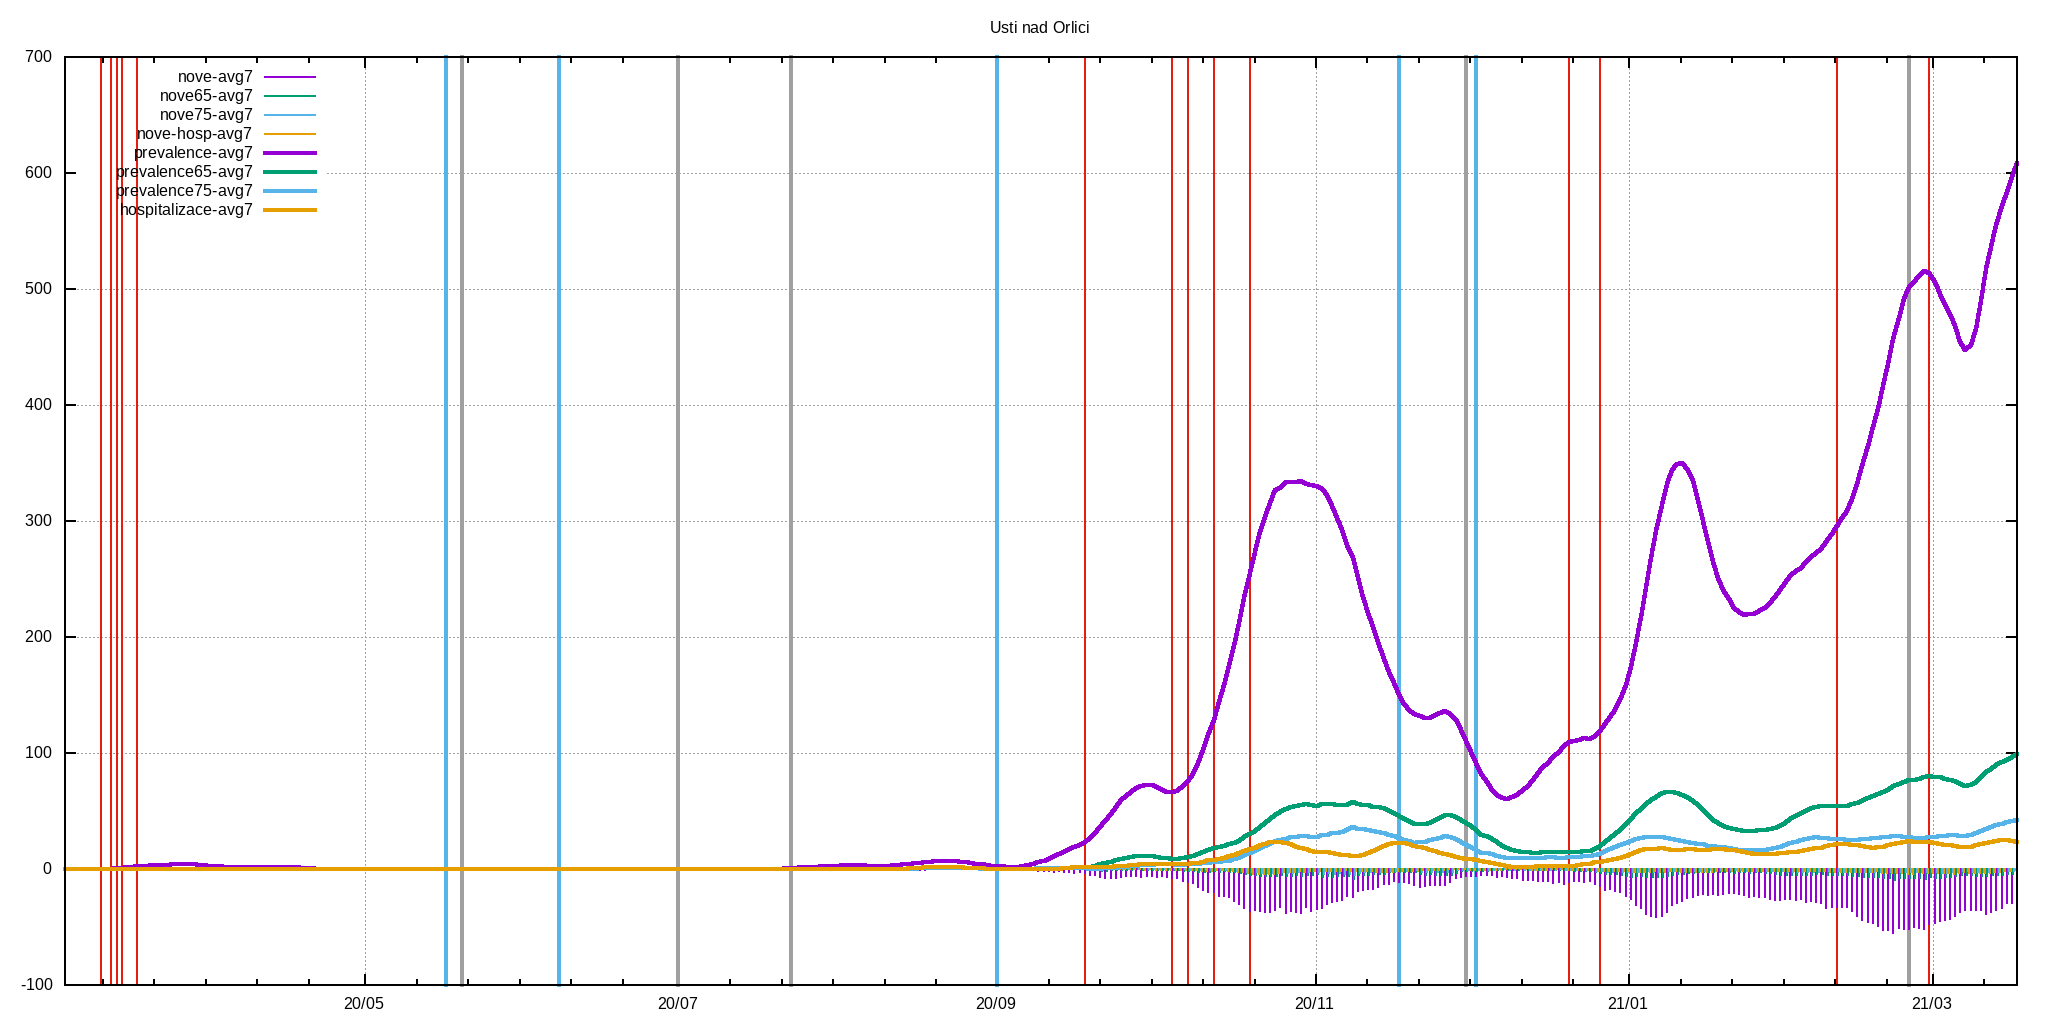 Usti nad Orlici
700
600
500
400
300
200
100
0
-100
nove-avg7
nove65-avg7
nove75-avg7
nove-hosp-avg7
prevalence-avg7
prevalence65-avg7
prevalence75-avg7
hospitalizace-avg7
20/05 20/07 20/09 20/11 21/01 21/03